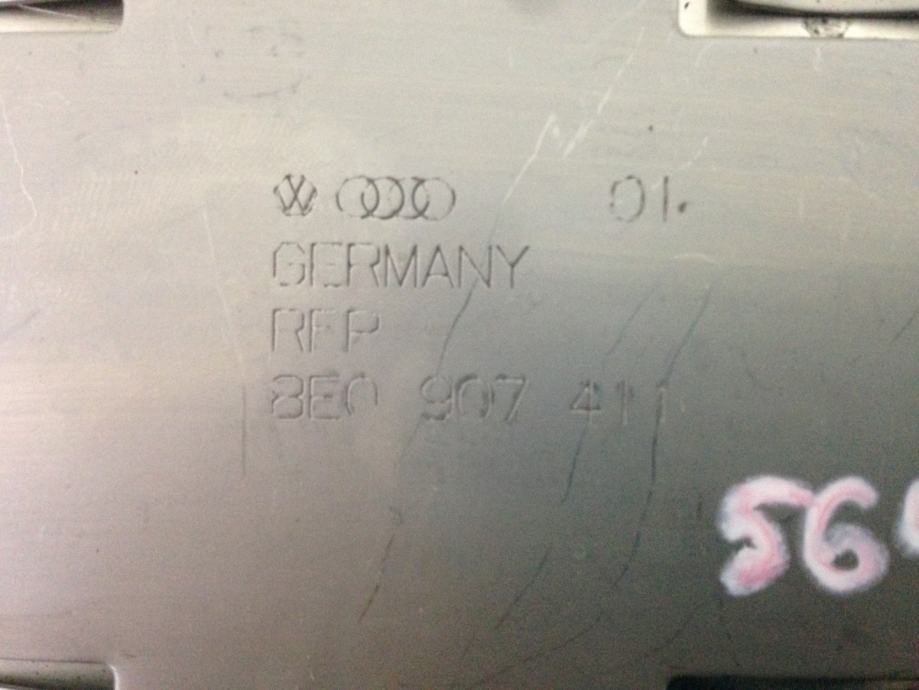 01.
GERMANY
RFP
8E0 907 411
56